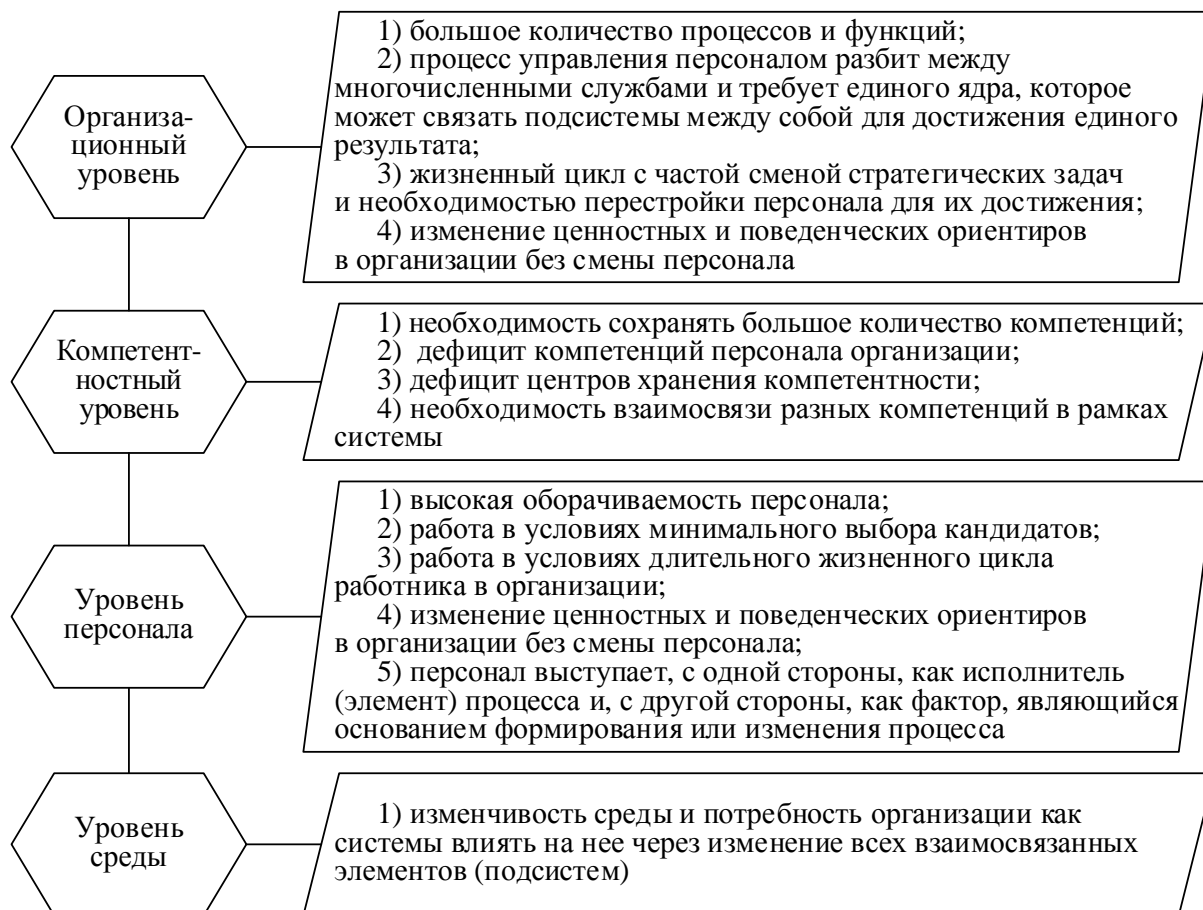 Организа-
ционный
уровень
1) большое количество процессов и функций;
2) процесс управления персоналом разбит между
многочисленными службами и требует единого ядра, которое
может связать подсистемы между собой для достижения единого
результата;
3) жизненный цикл с частой сменой стратегических задач
и необходимостью перестройки персонала для их достижения;
4) изменение ценностных и поведенческих ориентиров
в организации без смены персонала
Компетент-
ностный
уровень
1) необходимость сохранять большое количество компетенций;
2) дефицит компетенций персонала организации;
3) дефицит центров хранения компетентности;
4) необходимость взаимосвязи разных компетенций в рамках
системы
Уровень
персонала
1) высокая оборачиваемость персонала;
2) работа в условиях минимального выбора кандидатов;
3) работа в условиях длительного жизненного цикла
работника в организации;
4) изменение ценностных и поведенческих ориентиров
в организации без смены персонала;
5) персонал выступает, с одной стороны, как исполнитель
(элемент) процесса и, с другой стороны, как фактор, являющийся
основанием формирования или изменения процесса
Уровень
среды
1) изменчивость среды и потребность организации как
системы влиять на нее через изменение всех взаимосвязанных
элементов (подсистем)